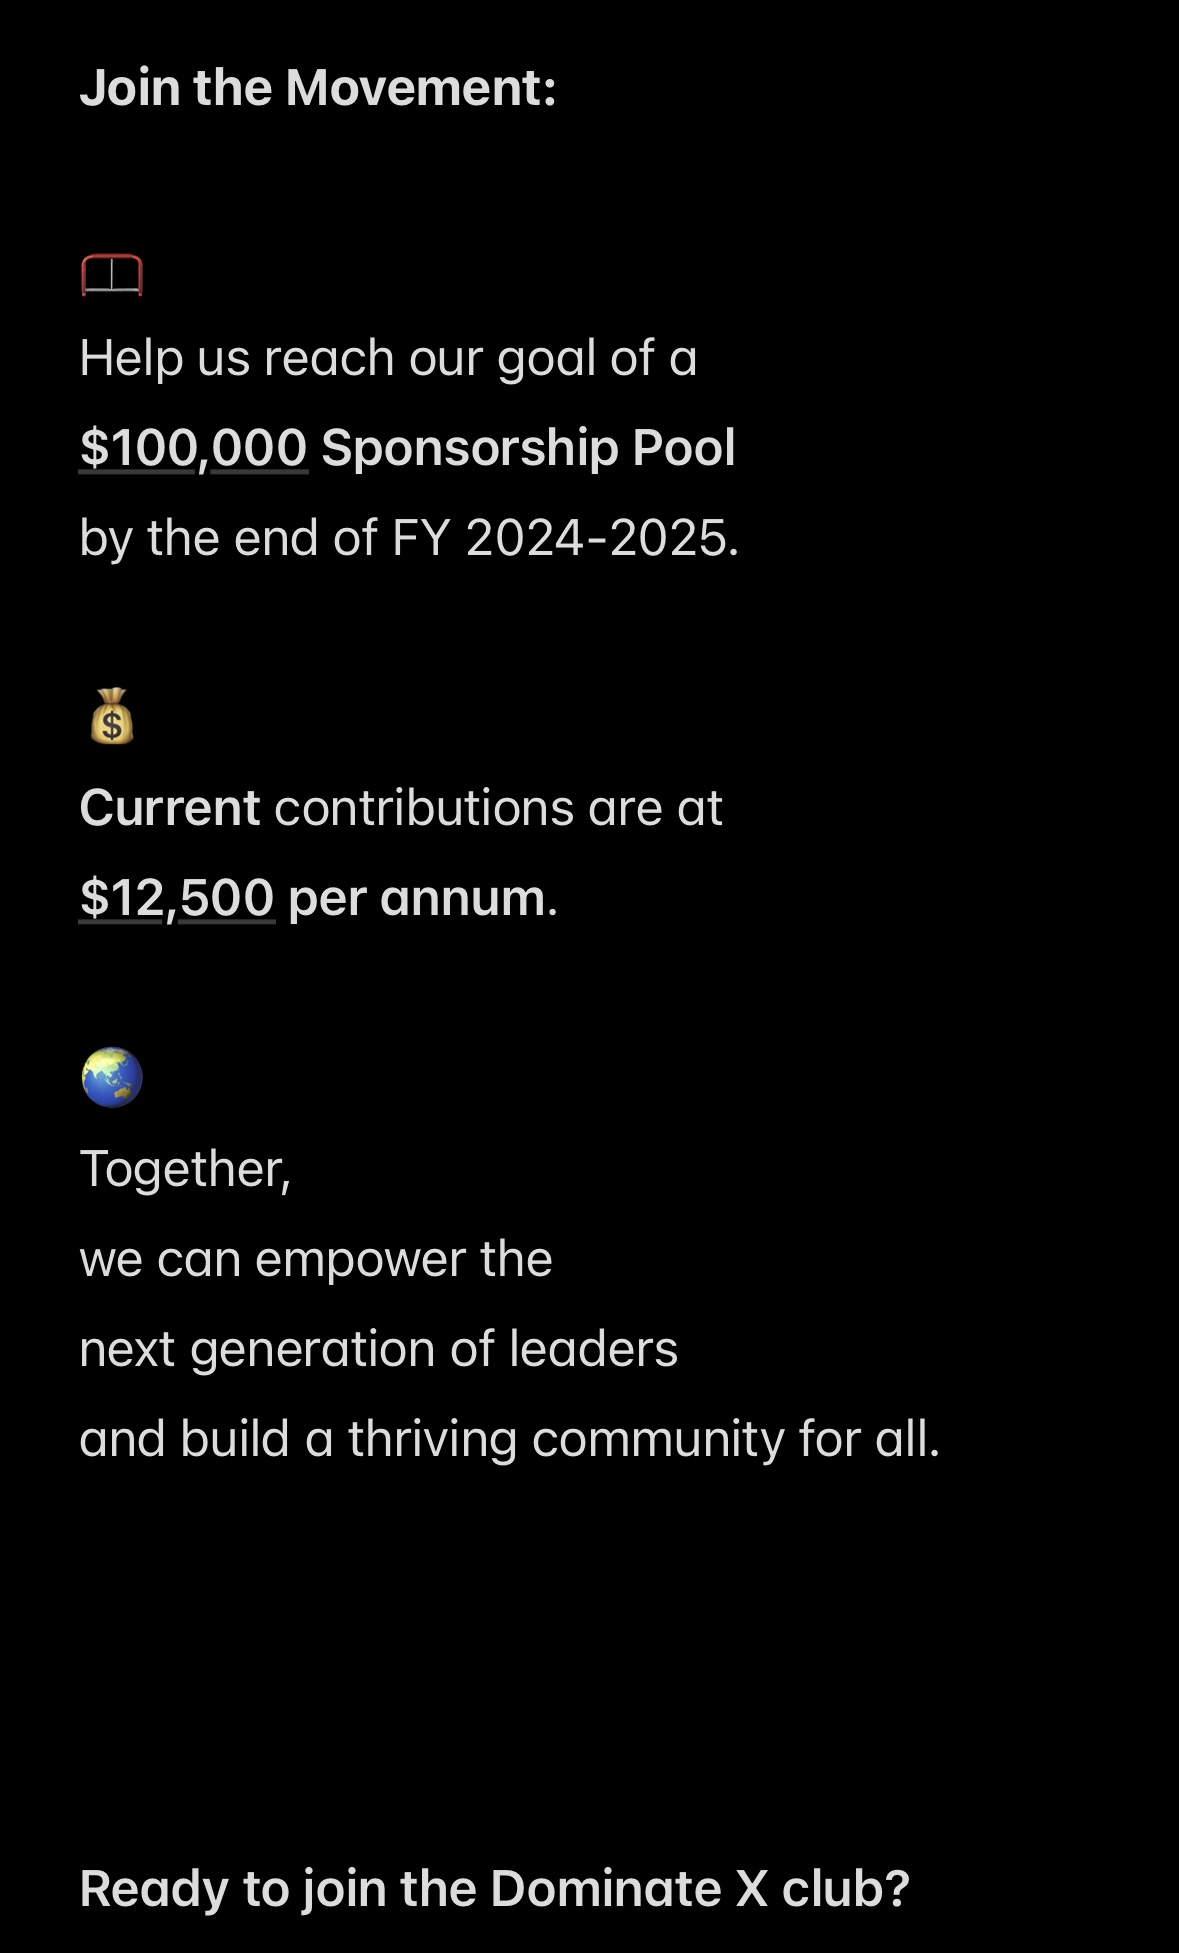 Join the Movement:
🥅
Help us reach our goal of a
$100,000 Sponsorship Pool
by the end of FY 2024-2025.
💰
Current contributions are at
$12,500 per annum.
🌏
Together,
we can empower the
next generation of leaders
and build a thriving community for all.
Ready to join the Dominate X club?